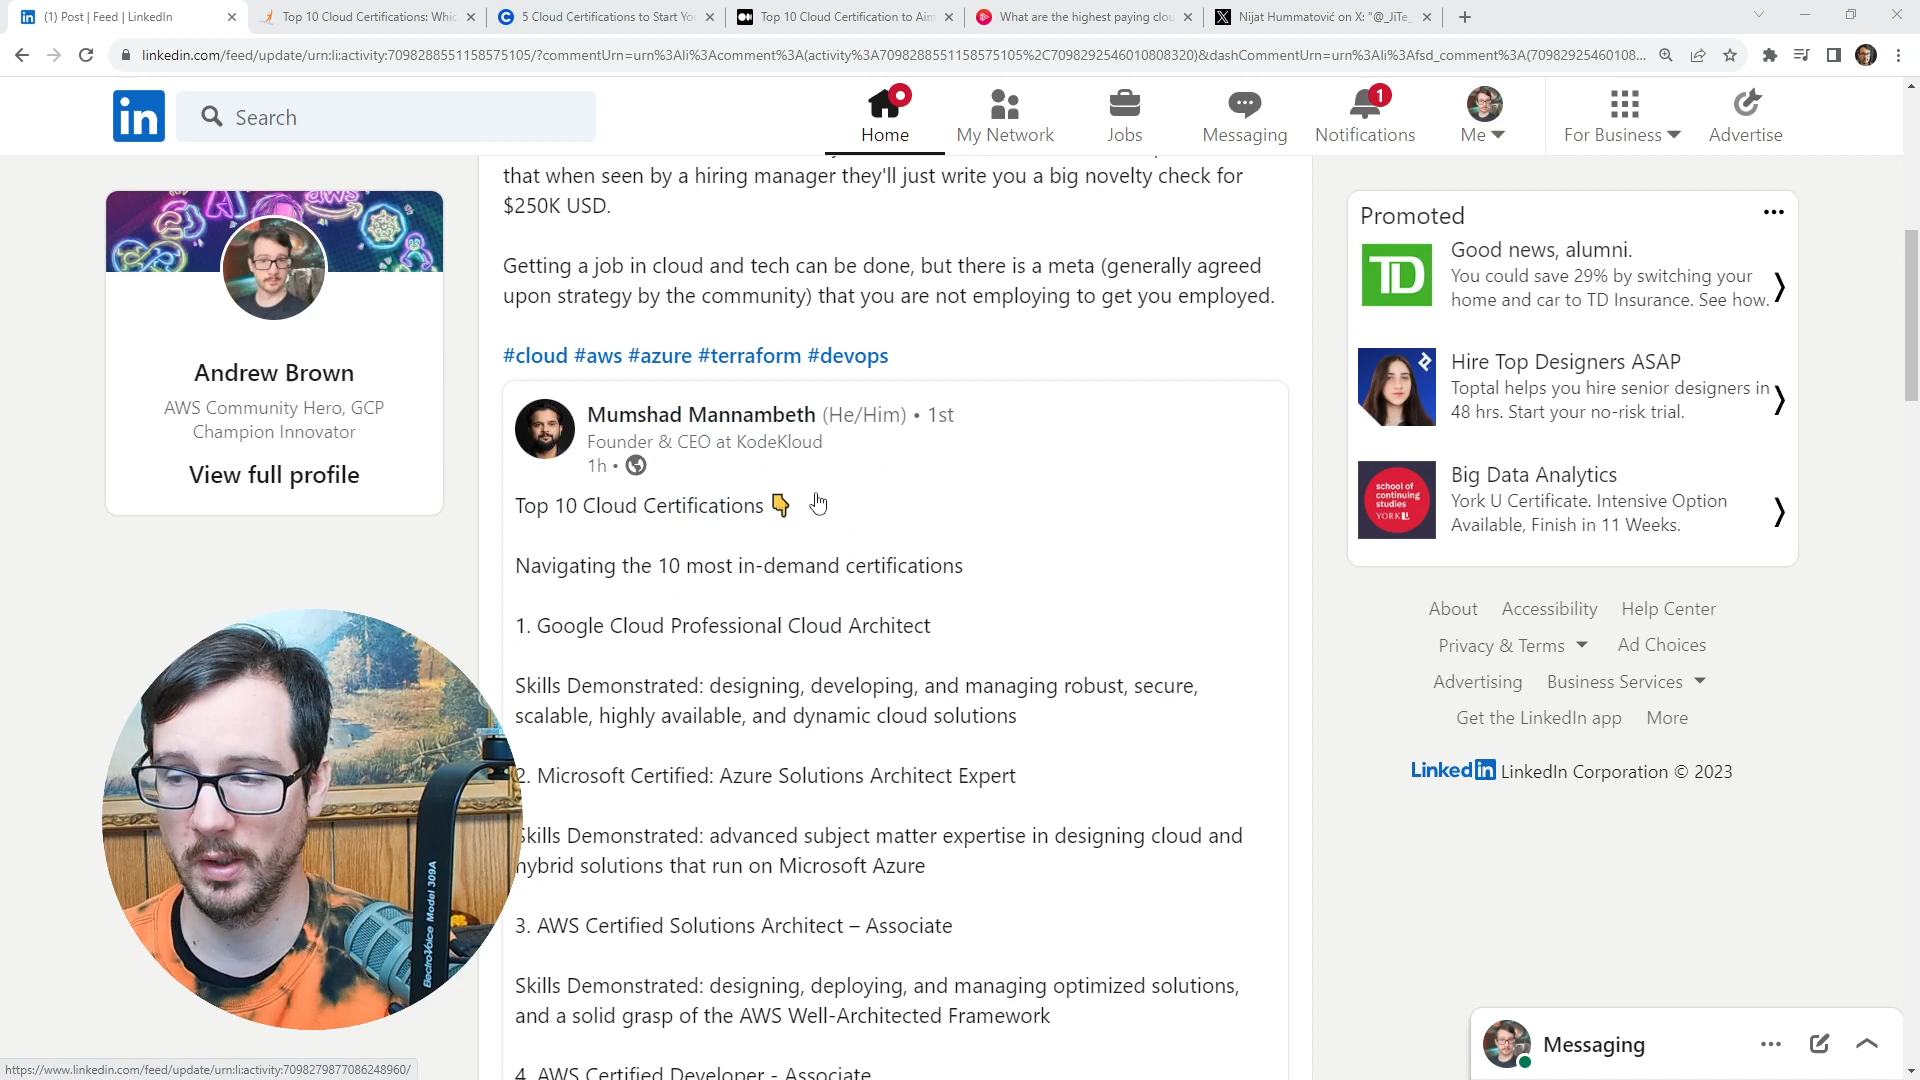 (1) Post | Feed | LinkedIn
Top 10 Cloud Certifications: Whic
5 Cloud Certifications to Start Yo
Top 10 Cloud Certification to Aim
What are the highest paying clou
Nijat Hummatović on X: "@_JiTe_
linkedin.com/feed/update/urn:li:activity:7098288551158575105/?commentUrn=urn%3Ali%3Acomment%3A(activity%3A7098288551158575105%2C7098292546010808320)&dashCommentUrn=urn%3Ali%3Afsd_comment%3A(70982925460108...
in
Search
Home
My Network
Jobs
Messaging
1
Notifications
Me
For Business
Advertise
that when seen by a hiring manager they'll just write you a big novelty check for
$250K USD.
Getting a job in cloud and tech can be done, but there is a meta (generally agreed
upon strategy by the community) that you are not employing to get you employed.
#cloud #aws #azure #terraform #devops
aws
Andrew Brown
AWS Community Hero, GCP
Champion Innovator
View full profile
Mumshad Mannambeth (He/Him) • 1st
Founder & CEO at KodeKloud
1h •
Top 10 Cloud Certifications 👇
Navigating the 10 most in-demand certifications
1. Google Cloud Professional Cloud Architect
Skills Demonstrated: designing, developing, and managing robust, secure,
scalable, highly available, and dynamic cloud solutions
2. Microsoft Certified: Azure Solutions Architect Expert
Skills Demonstrated: advanced subject matter expertise in designing cloud and
hybrid solutions that run on Microsoft Azure
3. AWS Certified Solutions Architect – Associate
Skills Demonstrated: designing, deploying, and managing optimized solutions,
and a solid grasp of the AWS Well-Architected Framework
4. AWS Certified Developer - Associate
ElectroVoice Model 309A
Promoted
TD
Good news, alumni.
You could save 29% by switching your
home and car to TD Insurance. See how.
Hire Top Designers ASAP
Toptal helps you hire senior designers in
48 hrs. Start your no-risk trial.
school of
continuing
studies
YORK U
Big Data Analytics
York U Certificate. Intensive Option
Available, Finish in 11 Weeks.
About
Accessibility
Help Center
Privacy & Terms
Ad Choices
Advertising
Business Services
Get the LinkedIn app
More
LinkedIn LinkedIn Corporation © 2023
Messaging
https://www.linkedin.com/feed/update/urn:li:activity:7098279877086248960/